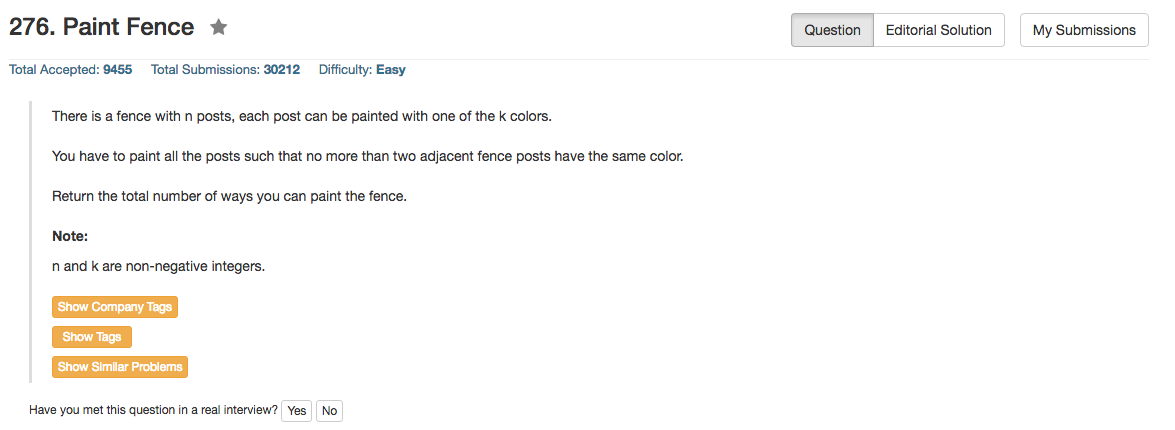 276. Paint Fence
Question Editorial Solution My Submissions
Total Accepted: 9455 Total Submissions: 30212 Difficulty: Easy
There is a fence with n posts, each post can be painted with one of the k colors.
You have to paint all the posts such that no more than two adjacent fence posts have the same color.
Return the total number of ways you can paint the fence.
Note:
n and k are non-negative integers.
Show Company Tags
Show Tags
Show Similar Problems
Have you met this question in a real interview? Yes No